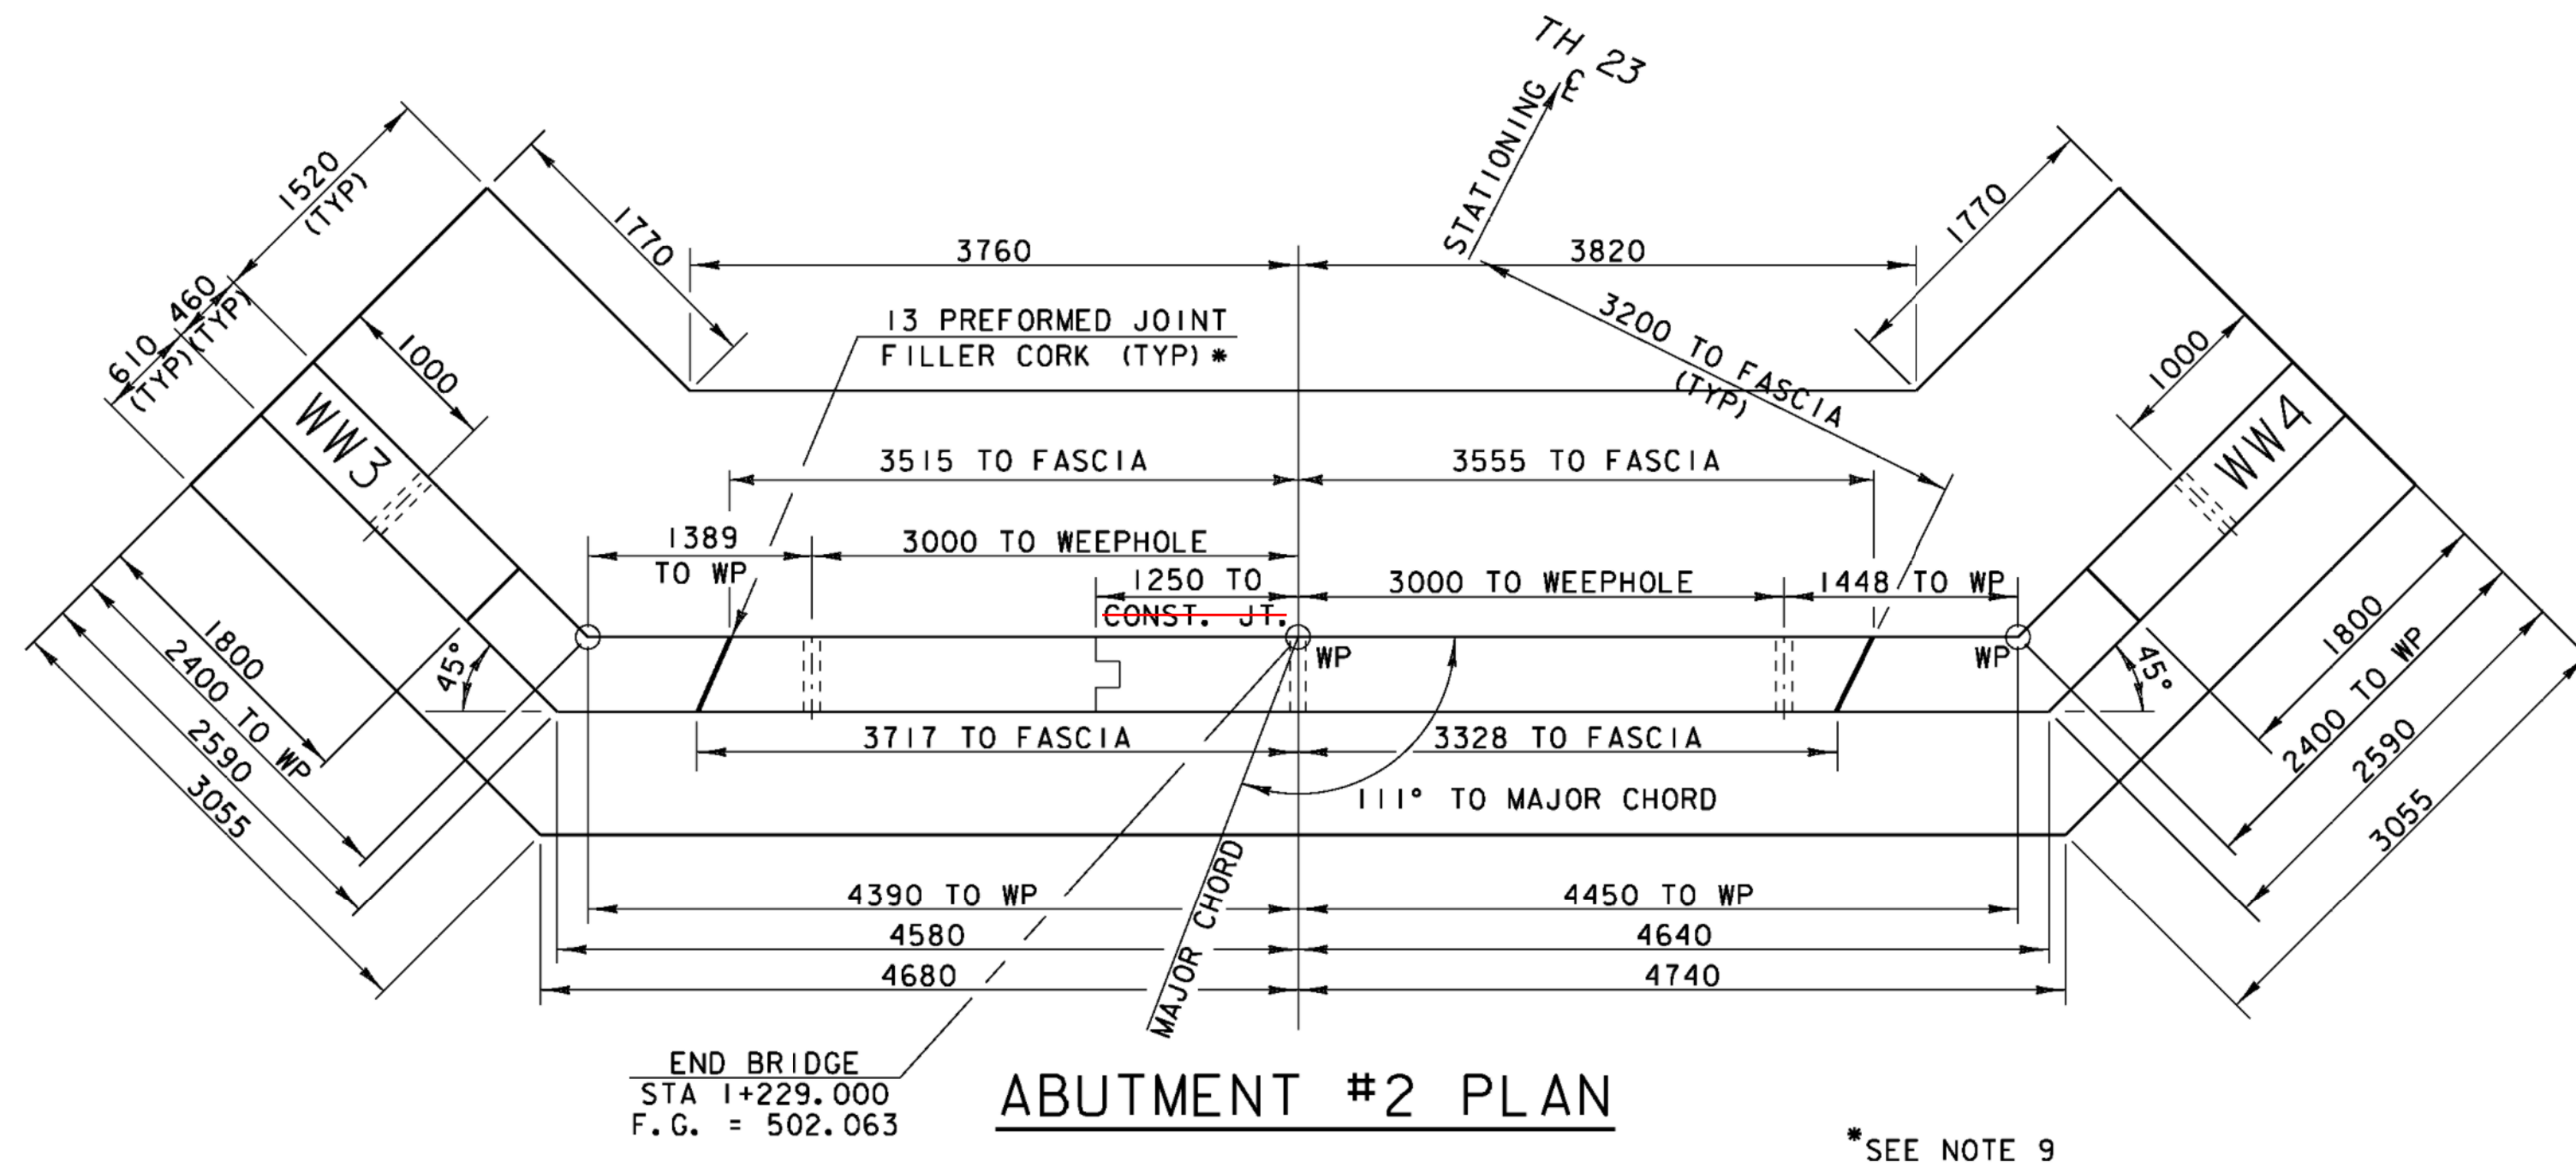 TH 23
STATIONING ℄
1520
(TYP)
460
(TYP)
610
(TYP)
1770
3760
3820
1770
13 PREFORMED JOINT
FILLER CORK (TYP)*
3200 TO FASCIA
(TYP)
1000
1000
WW3
WW4
3515 TO FASCIA
3555 TO FASCIA
1389
TO WP
3000 TO WEEPHOLE
1250 TO
CONST. JT.
3000 TO WEEPHOLE
1448 TO WP
WP
WP
45°
45°
1800
2400 TO WP
2590
3055
1800
2400 TO WP
2590
3055
3717 TO FASCIA
3328 TO FASCIA
111° TO MAJOR CHORD
MAJOR CHORD
4390 TO WP
4450 TO WP
4580
4640
4680
4740
END BRIDGE
STA 1+229.000
F.G. = 502.063
ABUTMENT #2 PLAN
*SEE NOTE 9